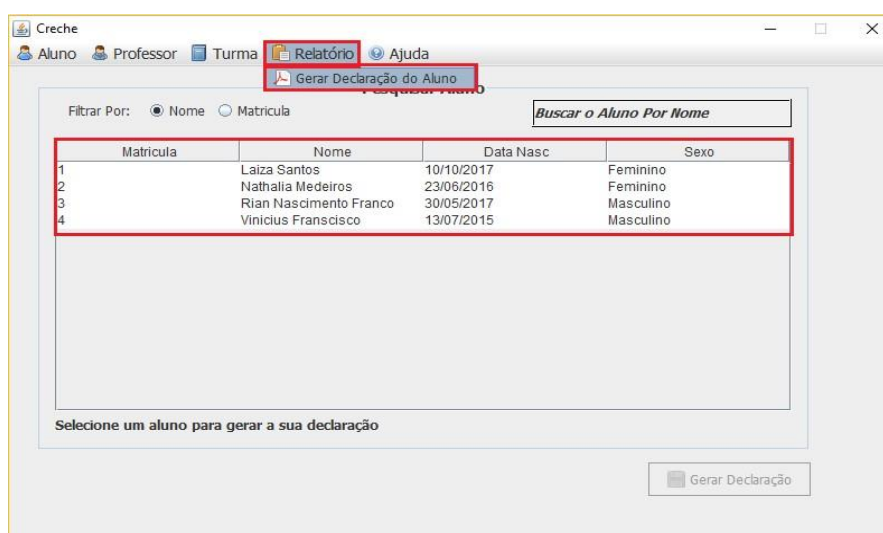 Creche
Aluno Professor Turma Relatório Ajuda
Gerar Declaração do Aluno
Filtrar Por: Nome Matricula Buscar o Aluno Por Nome
Matricula Nome Data Nasc Sexo
1 Laiza Santos 10/10/2017 Feminino
2 Nathalia Medeiros 23/06/2016 Feminino
3 Rian Nascimento Franco 30/05/2017 Masculino
4 Vinicius Franscisco 13/07/2015 Masculino
Selecione um aluno para gerar a sua declaração
Gerar Declaração